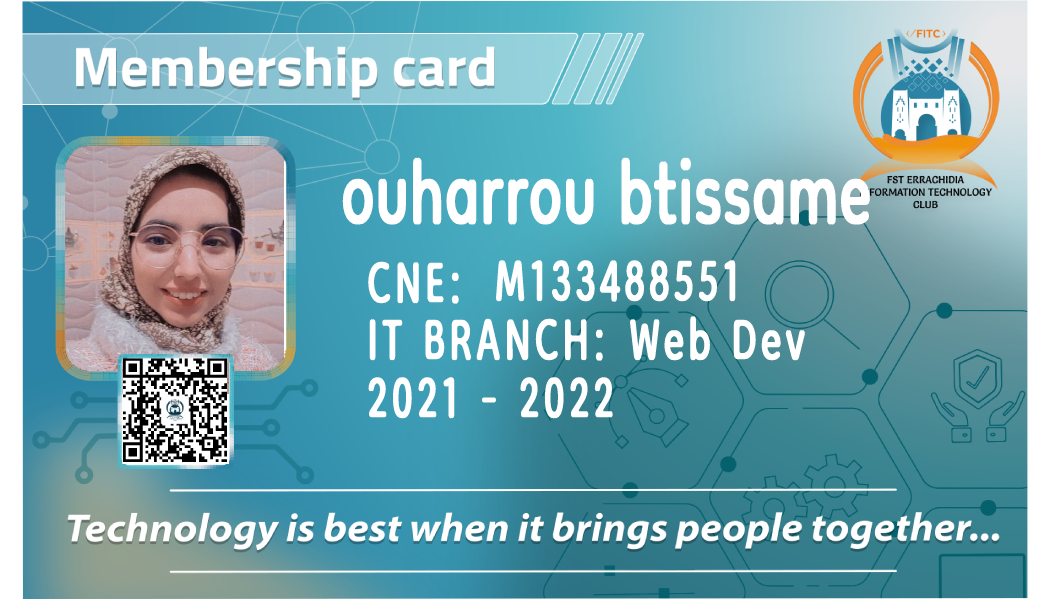 Membership card
FITC
FST ERRACHIDIA
FORMATION TECHNOLOGY
CLUB
ouharrou btissame
CNE: M133488551
IT BRANCH: Web Dev
2021 - 2022
Technology is best when it brings people together...